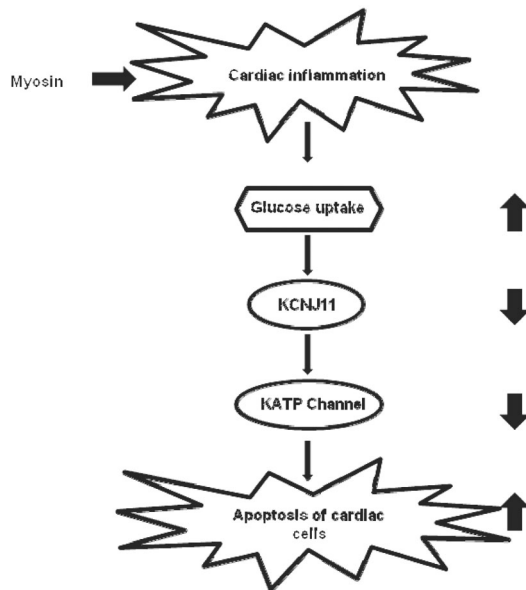 Cardiac inflammation
Myosin
Glucose uptake
KCNJ11
KATP Channel
Apoptosis of cardiac
cells